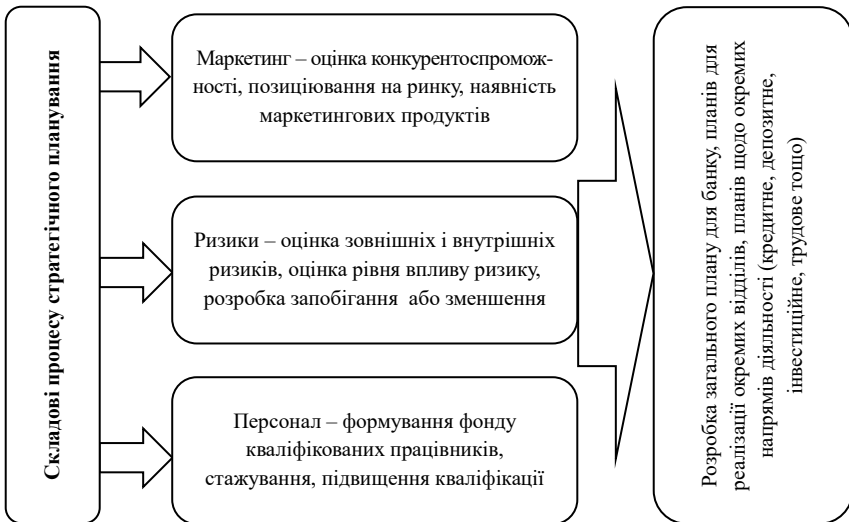 Складові процесу стратегічного планування
Маркетинг – оцінка конкурентоспромож-
ності, позиціювання на ринку, наявність
маркетингових продуктів
Ризики – оцінка зовнішніх і внутрішніх
ризиків, оцінка рівня впливу ризику,
розробка запобігання або зменшення
Персонал – формування фонду
кваліфікованих працівників,
стажування, підвищення кваліфікації
Розробка загального плану для банку, планів для
реалізації окремих відділів, планів щодо окремих
напрямів діяльності (кредитне, депозитне,
інвестиційне, трудове тощо)